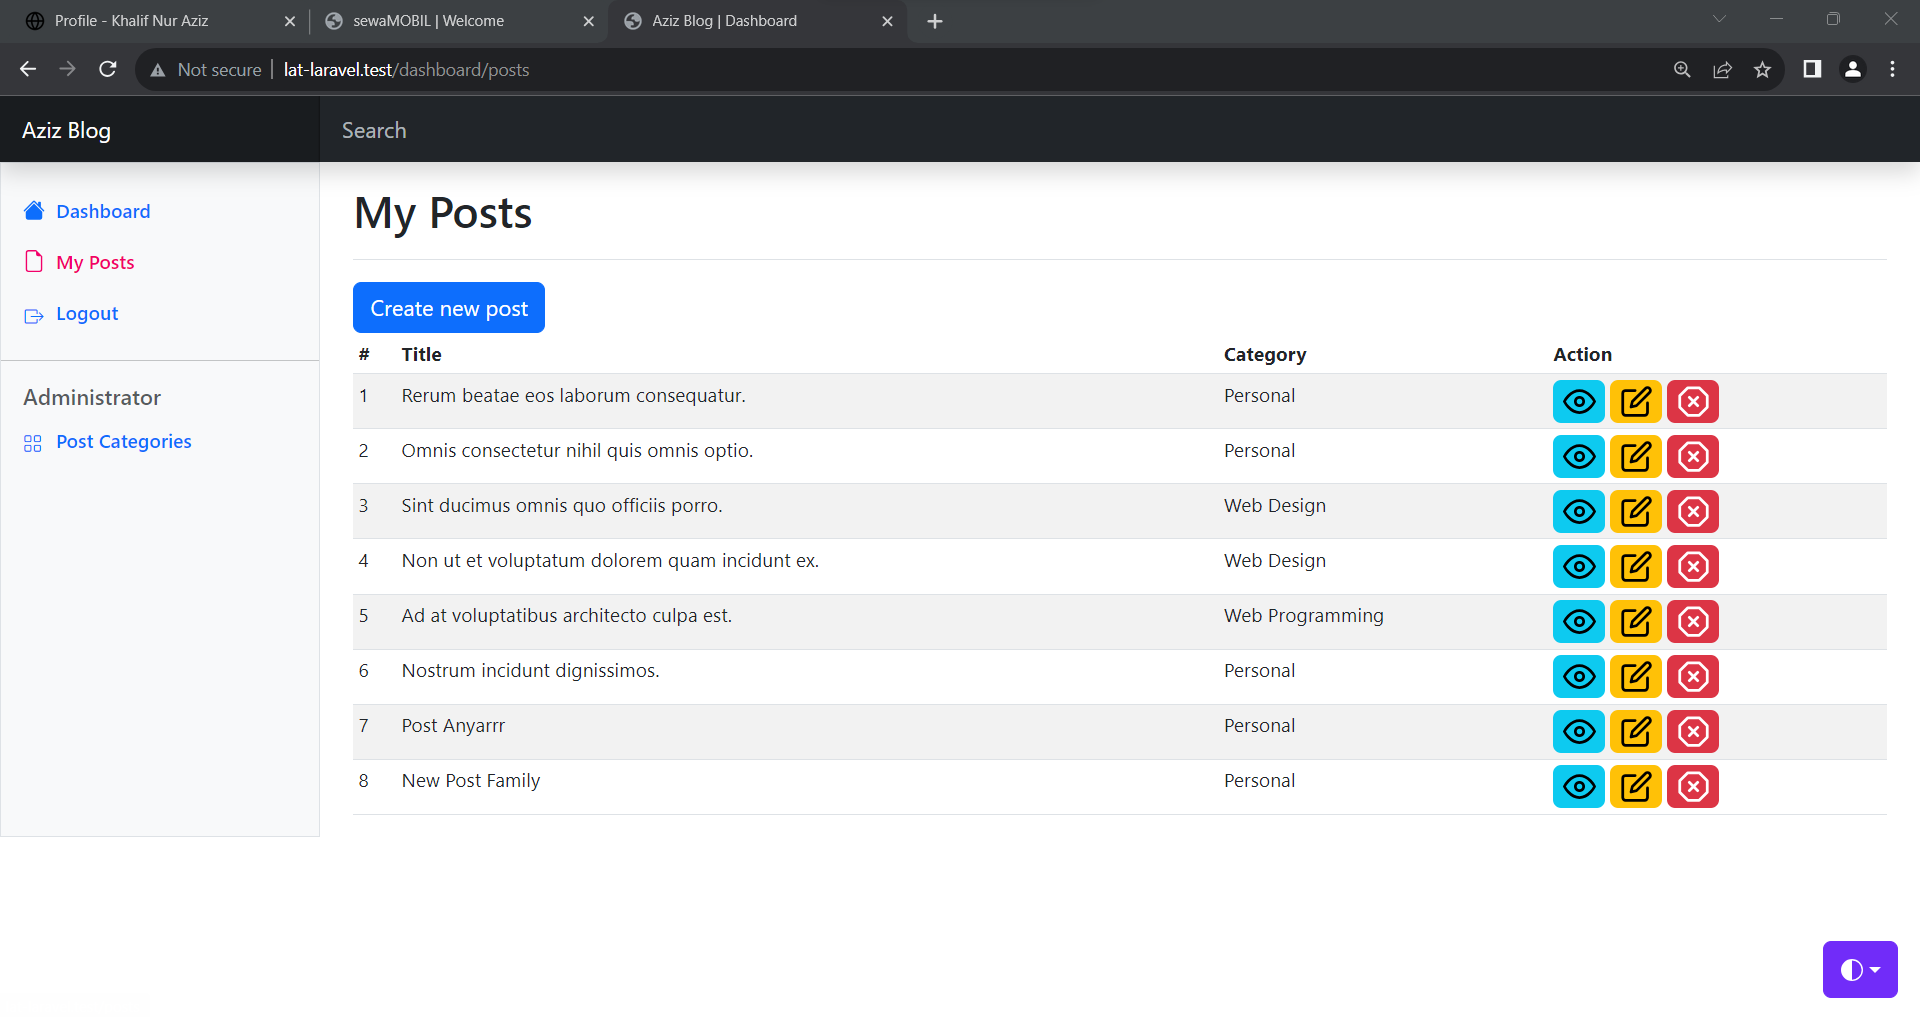 Profile - Khalif Nur Aziz
sewaMOBIL | Welcome
Aziz Blog | Dashboard
Not secure
lat-laravel.test/dashboard/posts
Aziz Blog
Search
Dashboard
My Posts
Logout
Administrator
Post Categories
My Posts
Create new post
# Title Category Action
1 Rerum beatae eos laborum consequatur. Personal
2 Omnis consectetur nihil quis omnis optio. Personal
3 Sint ducimus omnis quo officiis porro. Web Design
4 Non ut et voluptatum dolorem quam incidunt ex. Web Design
5 Ad at voluptatibus architecto culpa est. Web Programming
6 Nostrum incidunt dignissimos. Personal
7 Post Anyarrr Personal
8 New Post Family Personal